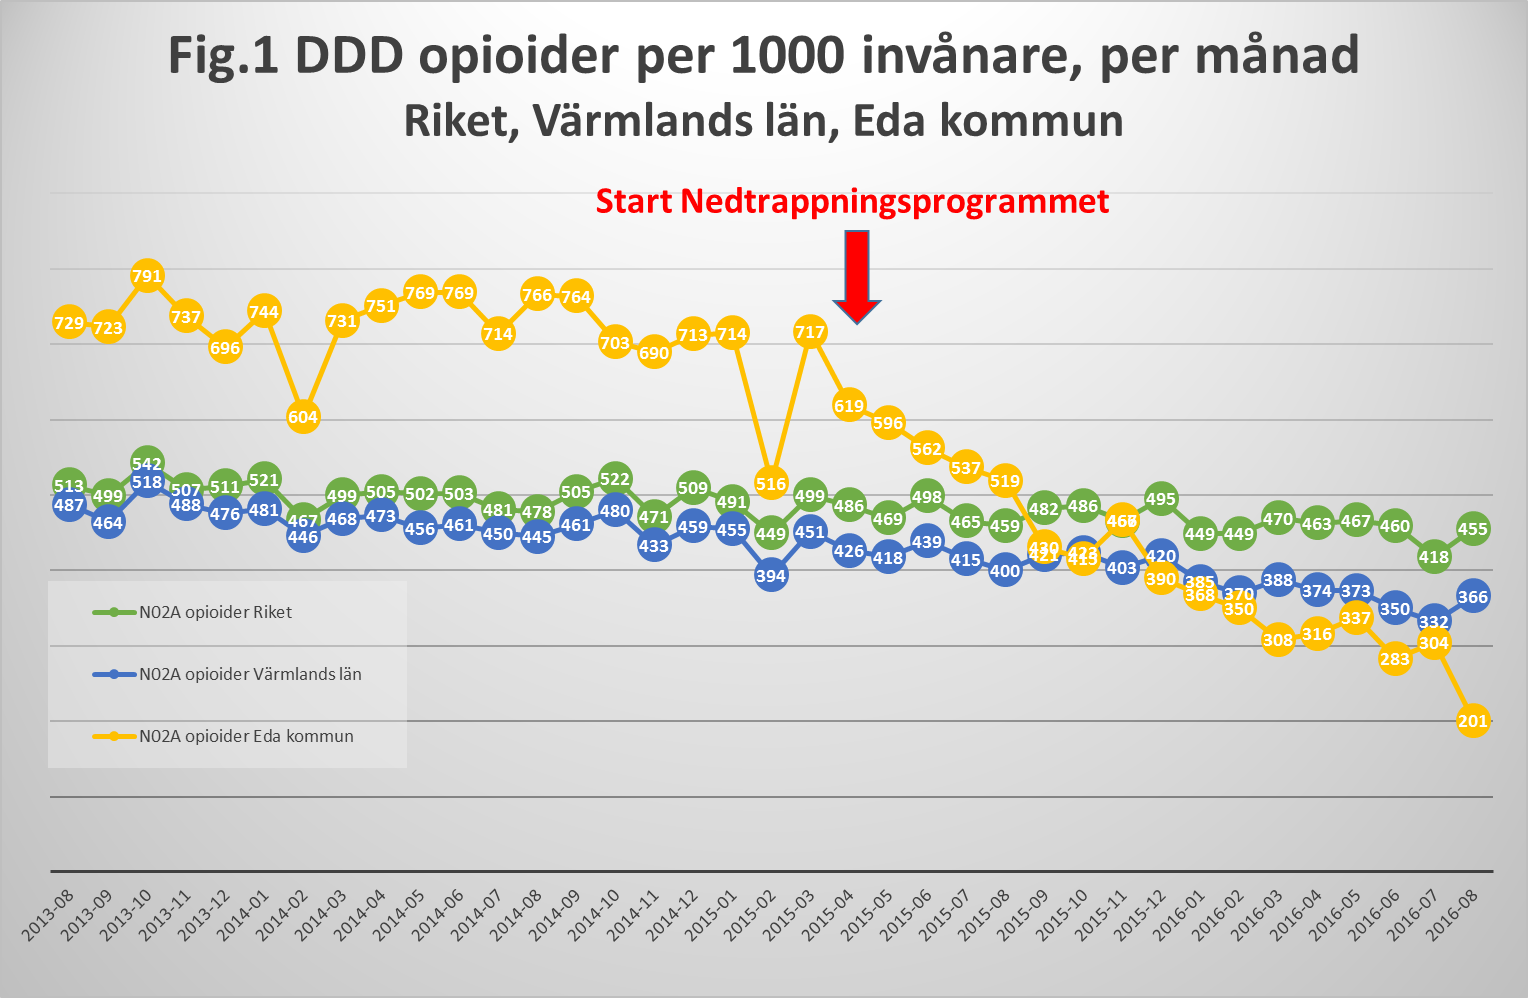 Fig.1 DDD opioider per 1000 invånare, per månad
Riket, Värmlands län, Eda kommun
Start Nedtrappningsprogrammet
729 723 791 737 696 744 604 731 751 769 769 714 766 764 703 690 713 714 516 717 619 596 562 537 519 430 415 390 368 350 308 316 337 283 304 201
513 499 542 507 511 521 467 499 505 502 503 481 478 505 522 471 509 491 449 499 486 469 498 465 459 482 486 495 449 449 470 463 467 460 418 455
487 464 518 488 476 481 446 468 473 456 461 450 445 461 480 433 459 455 394 451 426 418 439 415 400 421 403 420 385 370 388 374 373 350 332 366
N02A opioider Riket
N02A opioider Värmlands län
N02A opioider Eda kommun
2013-08 2013-09 2013-10 2013-11 2013-12 2014-01 2014-02 2014-03 2014-04 2014-05 2014-06 2014-07 2014-08 2014-09 2014-10 2014-11 2014-12 2015-01 2015-02 2015-03 2015-04 2015-05 2015-06 2015-07 2015-08 2015-09 2015-10 2015-11 2015-12 2016-01 2016-02 2016-03 2016-04 2016-05 2016-06 2016-07 2016-08